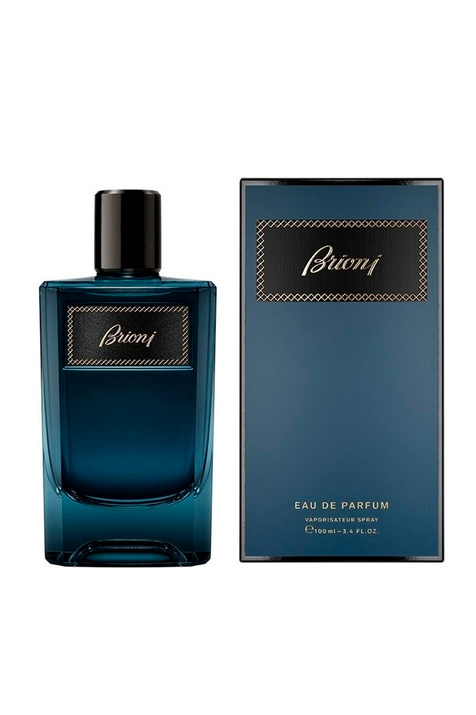 Brioni
Brioni
EAU DE PARFUM
VAPORISATEUR SPRAY
℮100ml–3.4 FL.OZ.